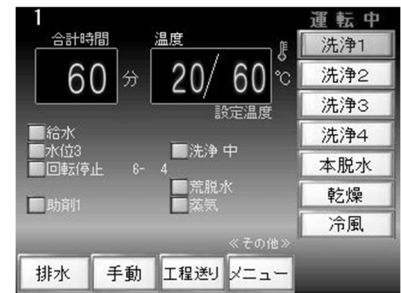 1
運転中
合計時間
温度
60分
20/ 60℃
設定温度
給水
水位3
回転停止 6- 4
洗浄 中
荒脱水
助剤1
蒸気
≪その他≫
洗浄1
洗浄2
洗浄3
洗浄4
本脱水
乾燥
冷風
排水
手動
工程送り
メニュー